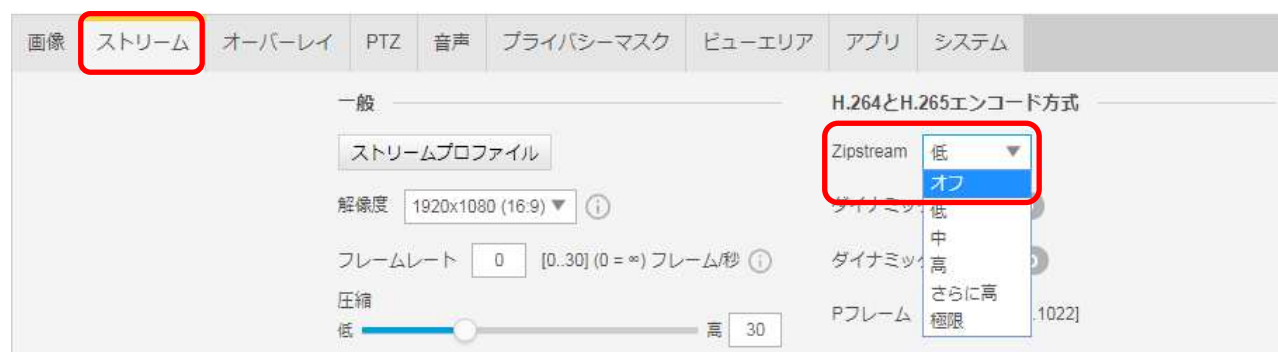 画像 ストリーム オーバーレイ PTZ 音声 プライバシーマスク ビューエリア アプリ システム
一般
ストリームプロファイル
解像度 1920x1080 (16:9)
フレームレート 0 [0..30] (0 = ∞) フレーム/秒
圧縮
低 高 30
H.264とH.265エンコード方式
Zipstream 低
オフ
低
中
高
さらに高
極限
ダイナミッ
ダイナミッ
Pフレーム .1022]